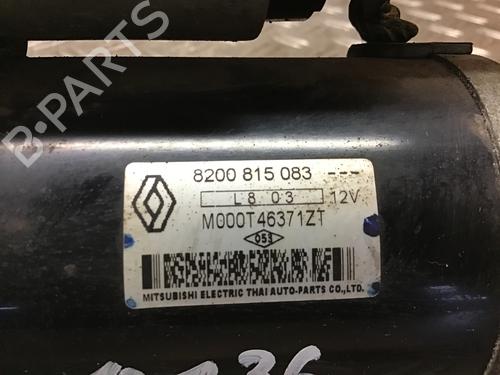 B-PARTS
8200 815 083 ---
L8 03 12V
M000T46371ZT
053
MITSUBISHI ELECTRIC THAI AUTO-PARTS CO.,LTD.